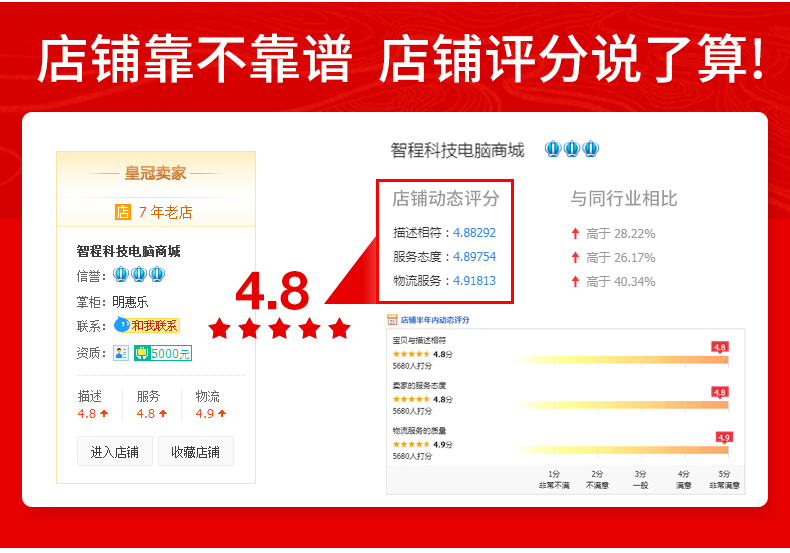 店铺靠不靠谱 店铺评分说了算!
皇冠卖家
店 7 年老店
智程科技电脑商城
信誉：
掌柜：明惠乐
联系：和我联系
资质：5000元
描述 服务 物流
4.8 4.8 4.9
进入店铺 收藏店铺
4.8
智程科技电脑商城
店铺动态评分 与同行业相比
描述相符：4.88292 高于 28.22%
服务态度：4.89754 高于 26.17%
物流服务：4.91813 高于 40.34%
店铺半年内动态评分
宝贝与描述相符
4.8分 4.8
5680人打分
卖家的服务态度
4.8分 4.8
5680人打分
物流服务的质量
4.9分 4.9
5680人打分
1分 2分 3分 4分 5分
非常不满 不满意 一般 满意 非常满意